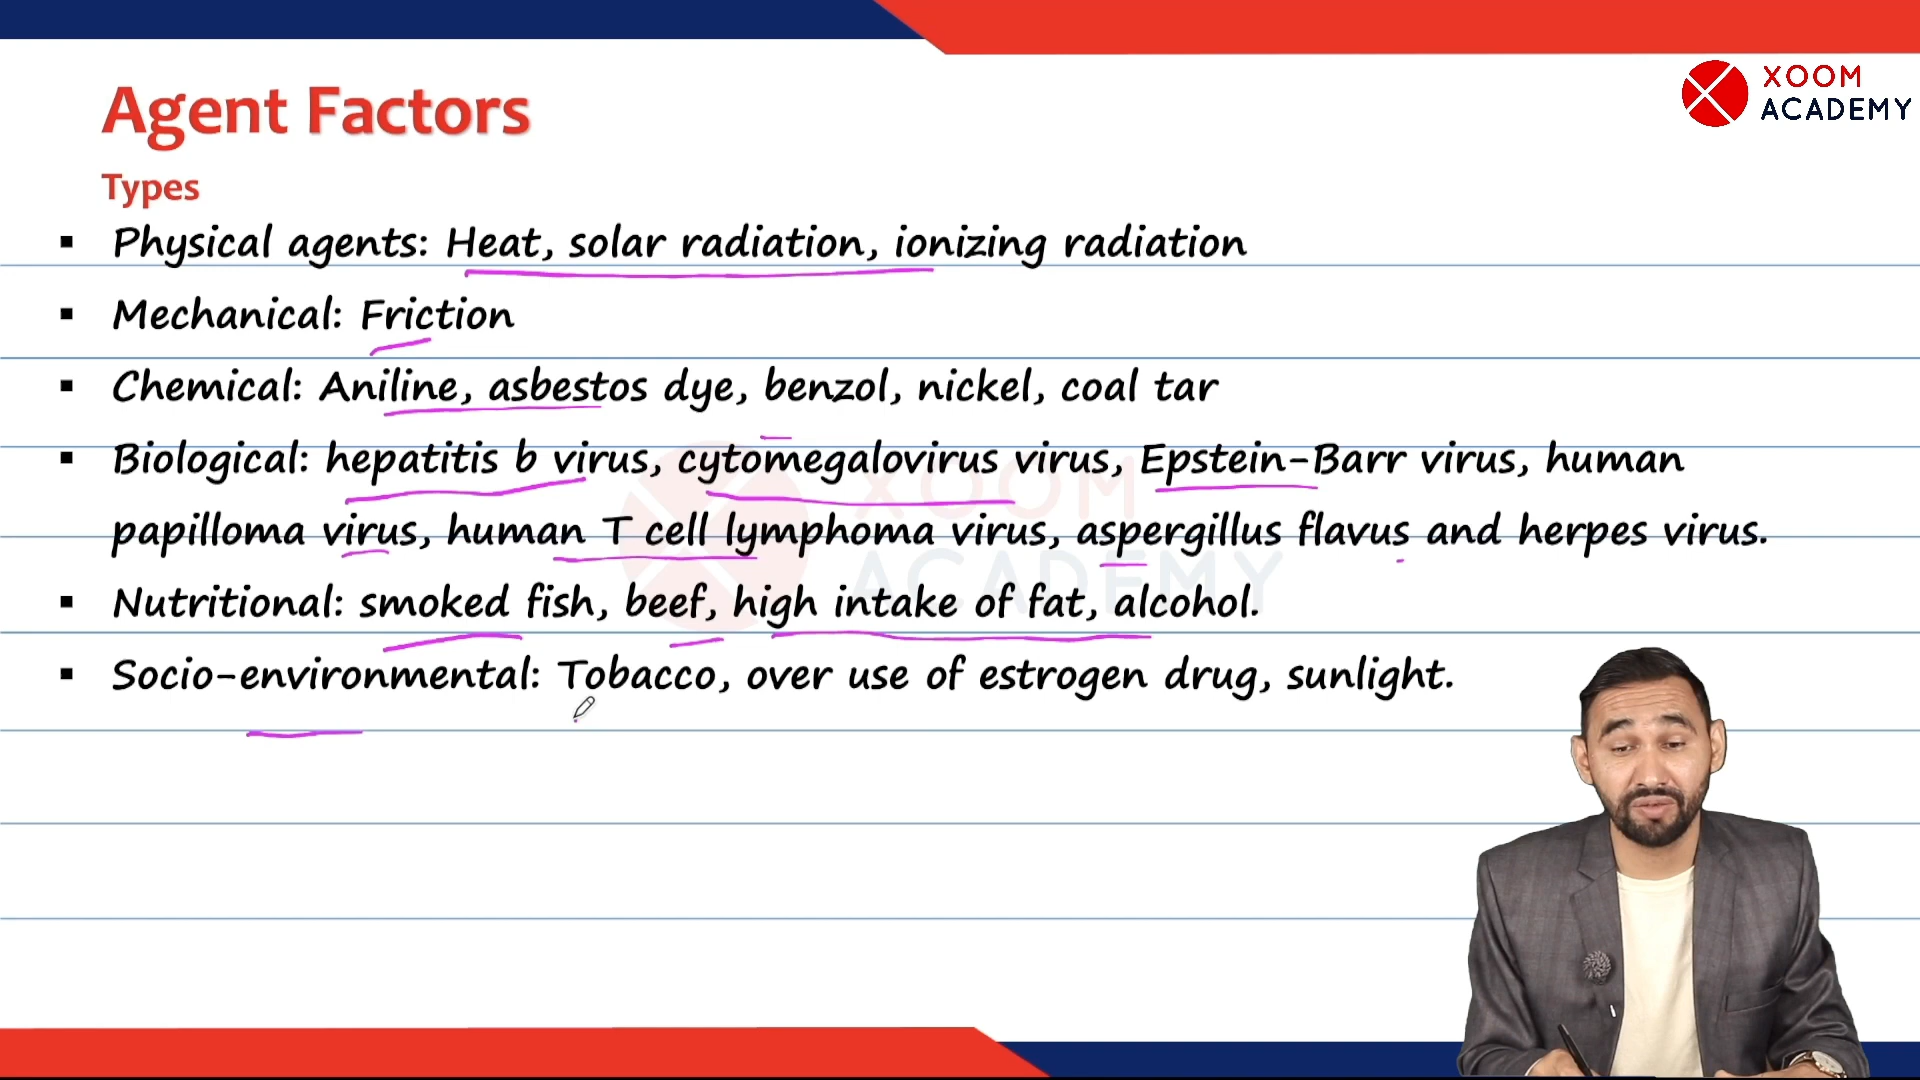 XOOM
ACADEMY
Agent Factors
Types
▪ Physical agents: Heat, solar radiation, ionizing radiation
▪ Mechanical: Friction
▪ Chemical: Aniline, asbestos dye, benzol, nickel, coal tar
▪ Biological: hepatitis b virus, cytomegalovirus virus, Epstein-Barr virus, human
papilloma virus, human T cell lymphoma virus, aspergillus flavus and herpes virus.
▪ Nutritional: smoked fish, beef, high intake of fat, alcohol.
▪ Socio-environmental: Tobacco, over use of estrogen drug, sunlight.
XOOM
ACADEMY